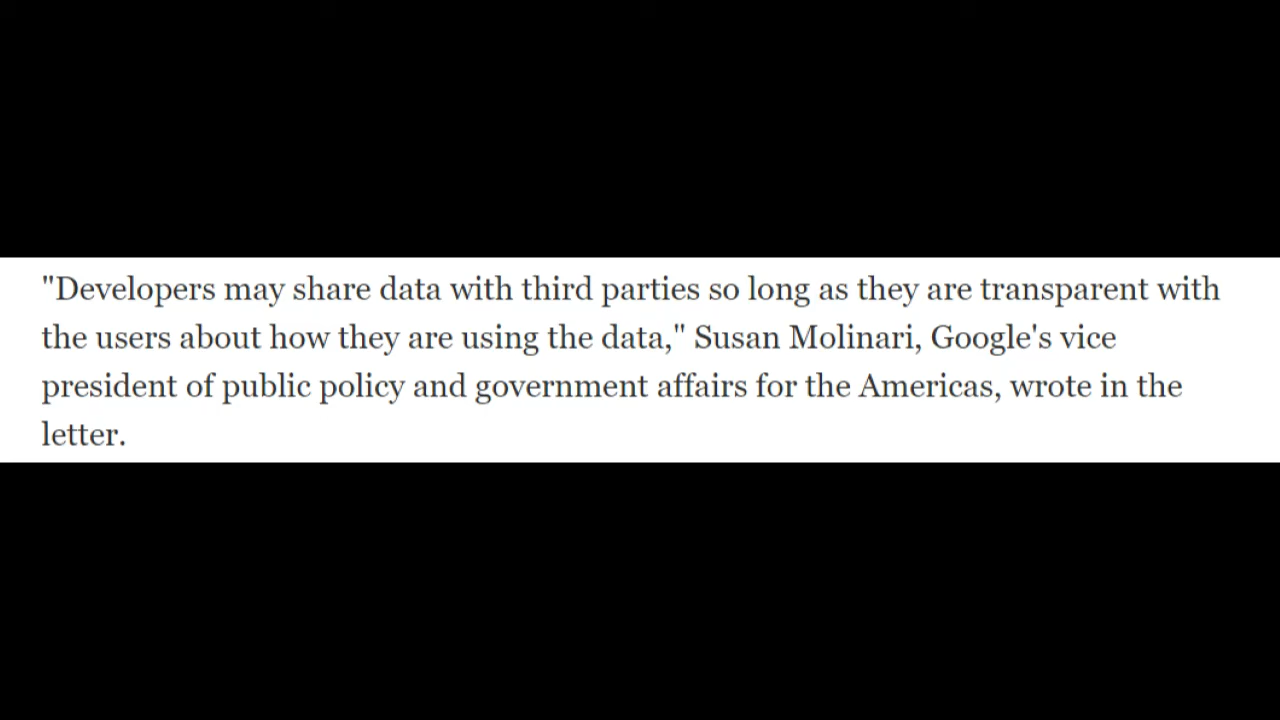 "Developers may share data with third parties so long as they are transparent with
the users about how they are using the data," Susan Molinari, Google's vice
president of public policy and government affairs for the Americas, wrote in the
letter.